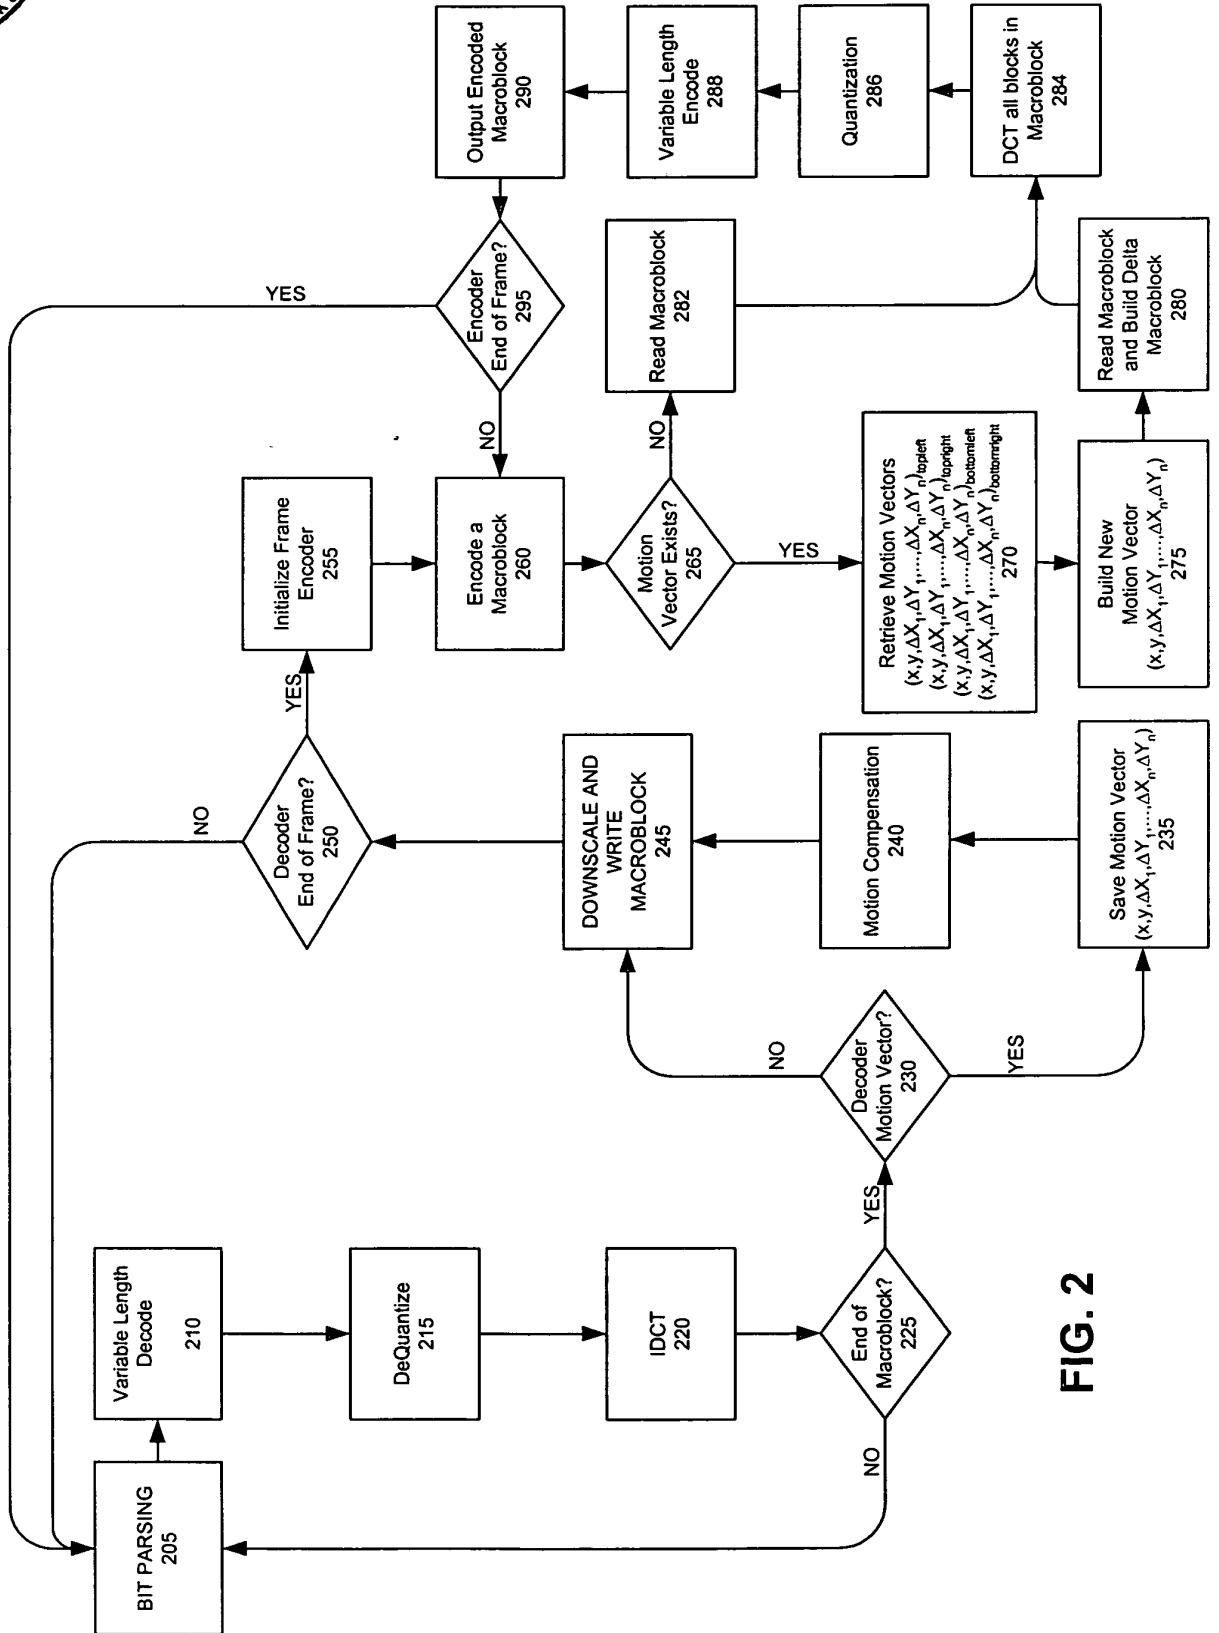 BIT PARSING
205
Variable Length
Decode
210
DeQuantize
215
IDCT
220
End of
Macroblock?
225
NO
YES
Decoder
Motion Vector?
230
NO
YES
Save Motion Vector
(x,y,ΔX1,ΔY1,...,ΔXn,ΔYn)
235
Motion Compensation
240
DOWNSCALE AND
WRITE
MACROBLOCK
245
Decoder
End of Frame?
250
NO
YES
Initialize Frame
Encoder
255
Encode a
Macroblock
260
Motion
Vector Exists?
265
NO
YES
Retrieve Motion Vectors
(x,y,ΔX1,ΔY1,...,ΔXn,ΔYn)topleft
(x,y,ΔX1,ΔY1,...,ΔXn,ΔYn)topright
(x,y,ΔX1,ΔY1,...,ΔXn,ΔYn)bottomleft
(x,y,ΔX1,ΔY1,...,ΔXn,ΔYn)bottomright
270
Build New
Motion Vector
(x,y,ΔX1,ΔY1,...,ΔXn,ΔYn)
275
Read Macroblock
and Build Delta
Macroblock
280
Read Macroblock
282
DCT all blocks in
Macroblock
284
Quantization
286
Variable Length
Encode
288
Output Encoded
Macroblock
290
Encoder
End of Frame?
295
YES
NO
FIG. 2